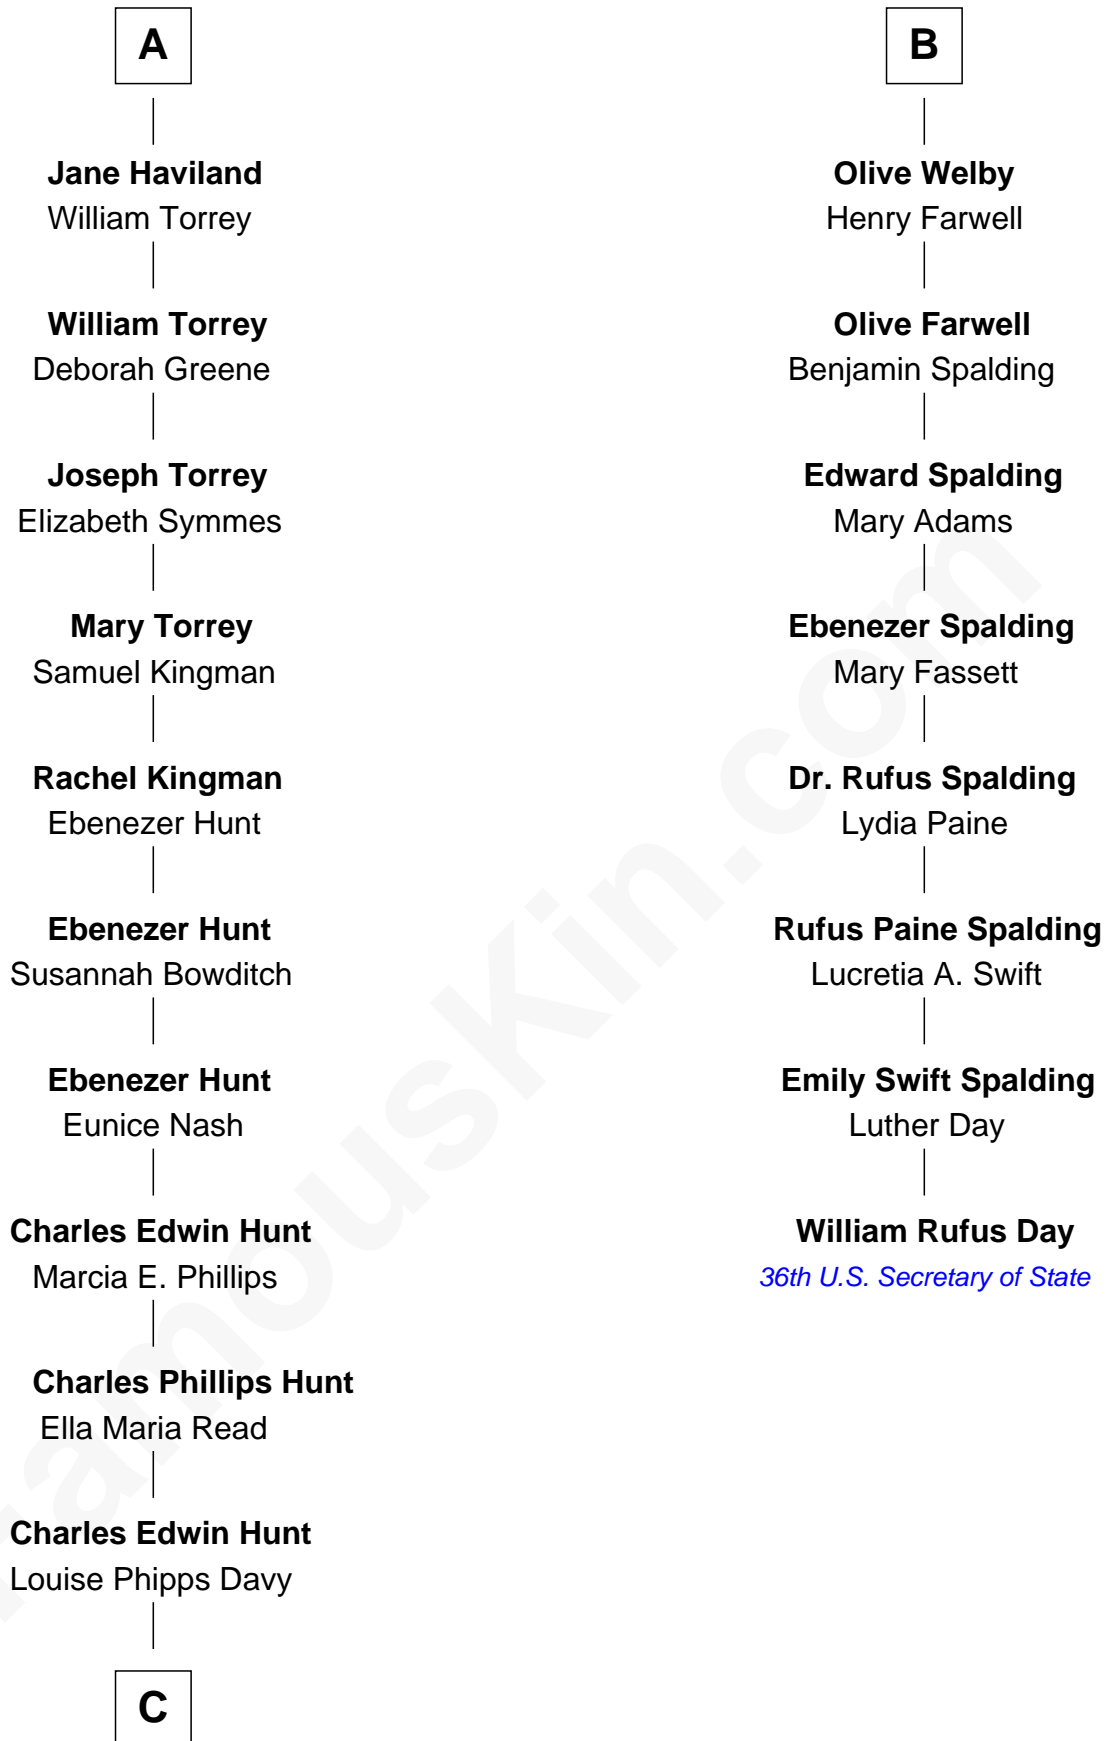 A
Jane Haviland
William Torrey
William Torrey
Deborah Greene
Joseph Torrey
Elizabeth Symmes
Mary Torrey
Samuel Kingman
Rachel Kingman
Ebenezer Hunt
Ebenezer Hunt
Susannah Bowditch
Ebenezer Hunt
Eunice Nash
Charles Edwin Hunt
Marcia E. Phillips
Charles Phillips Hunt
Ella Maria Read
Charles Edwin Hunt
Louise Phipps Davy
C
B
Olive Welby
Henry Farwell
Olive Farwell
Benjamin Spalding
Edward Spalding
Mary Adams
Ebenezer Spalding
Mary Fassett
Dr. Rufus Spalding
Lydia Paine
Rufus Paine Spalding
Lucretia A. Swift
Emily Swift Spalding
Luther Day
William Rufus Day
36th U.S. Secretary of State
FamousKin.com